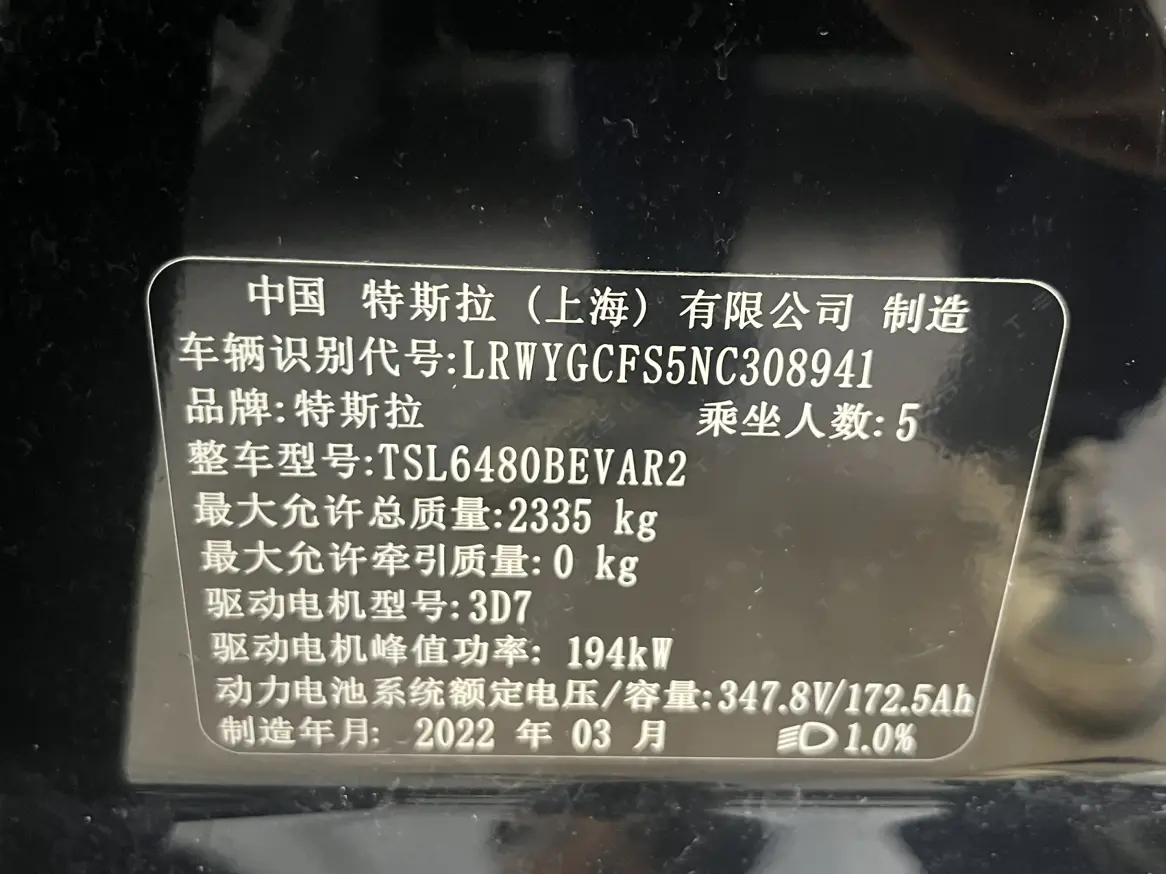 中国 特斯拉（上海）有限公司 制造
车辆识别代号:LRWYGCFS5NC308941
品牌:特斯拉 乘坐人数:5
整车型号:TSL6480BEVAR2
最大允许总质量:2335 kg
最大允许牵引质量:0 kg
驱动电机型号:3D7
驱动电机峰值功率: 194kW
动力电池系统额定电压/容量:347.8V/172.5Ah
制造年月: 2022 年 03 月 1.0%